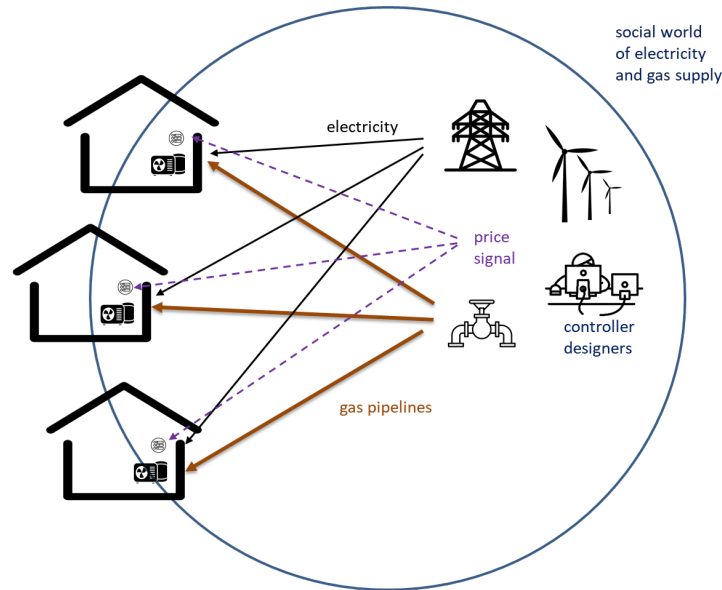 social world
of electricity
and gas supply
electricity
price
signal
controller
designers
gas pipelines